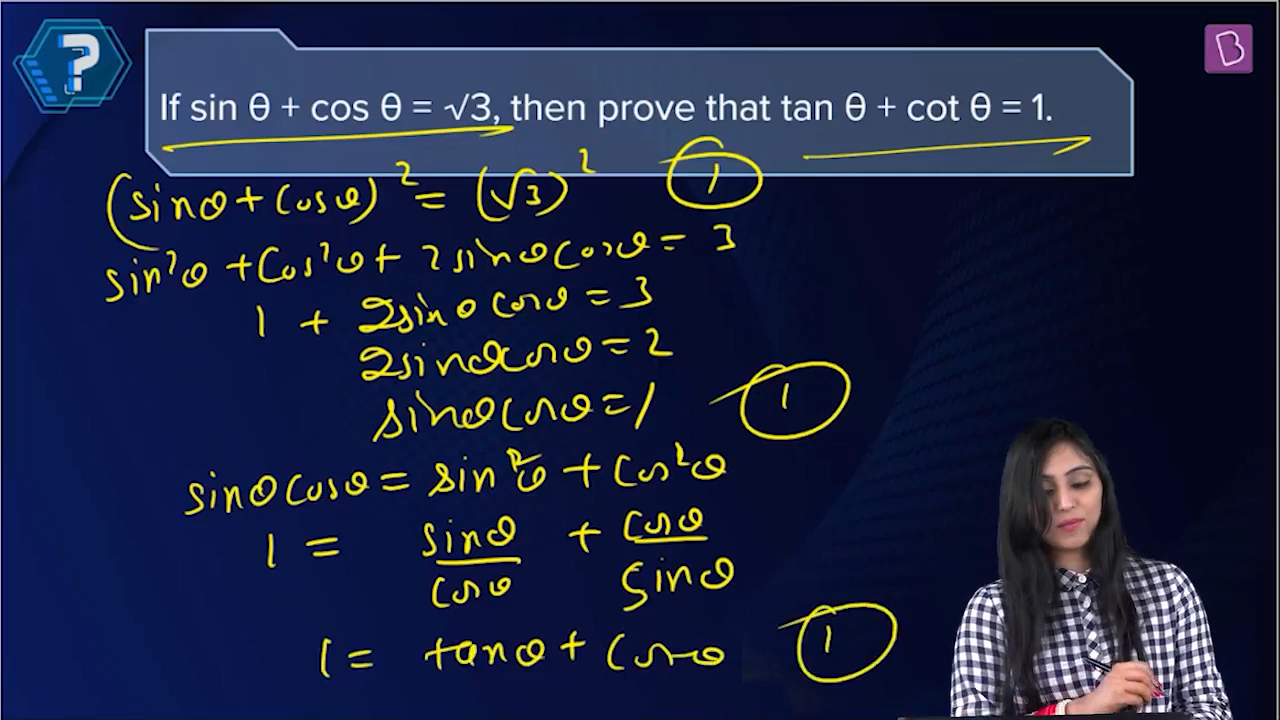 ?
B
If sin θ + cos θ = √3, then prove that tan θ + cot θ = 1.
(sinθ + cosθ)² = (√3)² 1
sin²θ + cos²θ + 2sinθcosθ = 3
1 + 2sinθcosθ = 3
2sinθcosθ = 2
sinθcosθ = 1 1
sinθcosθ = sin²θ + cos²θ
1 = sinθ/cosθ + cosθ/sinθ
1 = tanθ + cotθ 1